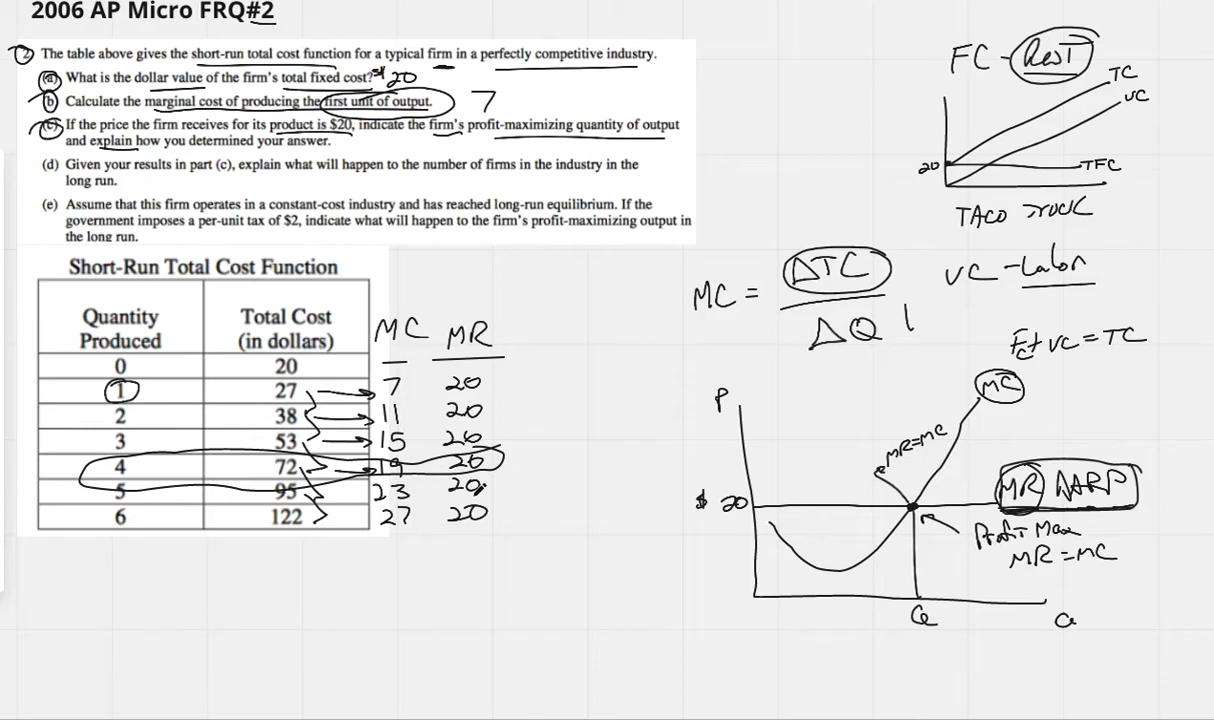 2006 AP Micro FRQ#2
2. The table above gives the short-run total cost function for a typical firm in a perfectly competitive industry.
(a) What is the dollar value of the firm's total fixed cost? $20
(b) Calculate the marginal cost of producing the first unit of output. 7
(c) If the price the firm receives for its product is $20, indicate the firm's profit-maximizing quantity of output
and explain how you determined your answer.
(d) Given your results in part (c), explain what will happen to the number of firms in the industry in the
long run.
(e) Assume that this firm operates in a constant-cost industry and has reached long-run equilibrium. If the
government imposes a per-unit tax of $2, indicate what will happen to the firm's profit-maximizing output in
the long run.
Short-Run Total Cost Function
Quantity Produced Total Cost (in dollars) MC MR
0 20
1 27 7 20
2 38 11 20
3 53 15 20
4 72 19 20
5 95 23 20
6 122 27 20
FC - Rest
TC
VC
20
TFC
TACO Truck
MC = ΔTC
ΔQ 1
VC - Labor
FC + VC = TC
P
MC
MR=MC
$ 20
MR DARP
Profit Max
MR = MC
Q
Q